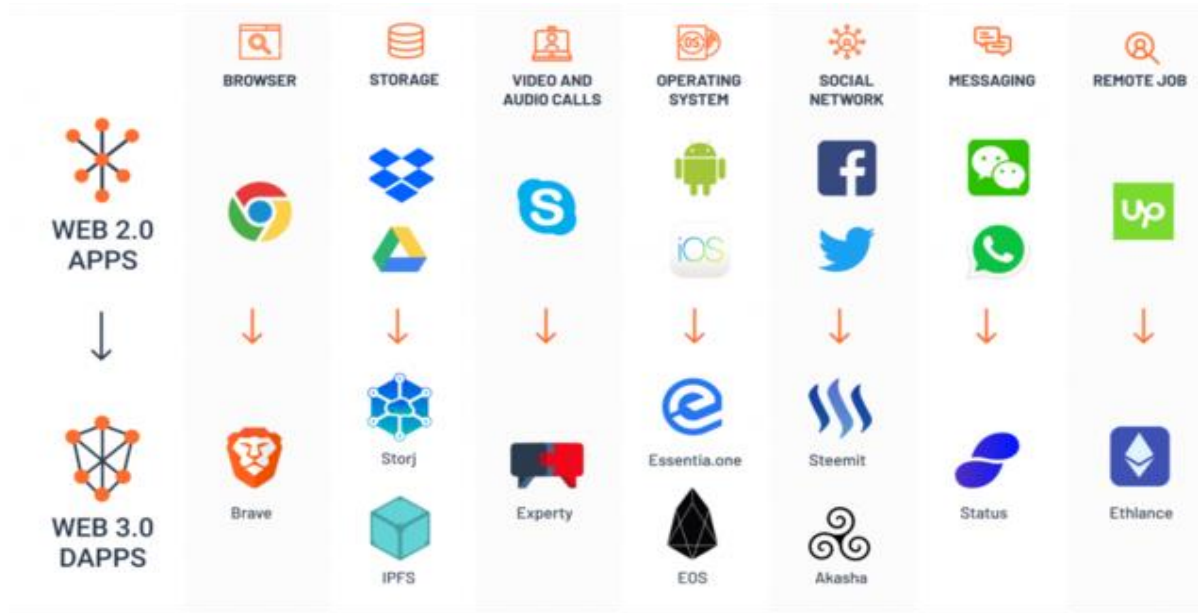 BROWSER
STORAGE
VIDEO AND
AUDIO CALLS
OPERATING
SYSTEM
SOCIAL
NETWORK
MESSAGING
REMOTE JOB
OS
WEB 2.0
APPS
S
iOS
f
Up
WEB 3.0
DAPPS
Brave
Storj
IPFS
Experty
Essentia.one
EOS
Steemit
Akasha
Status
Ethlance